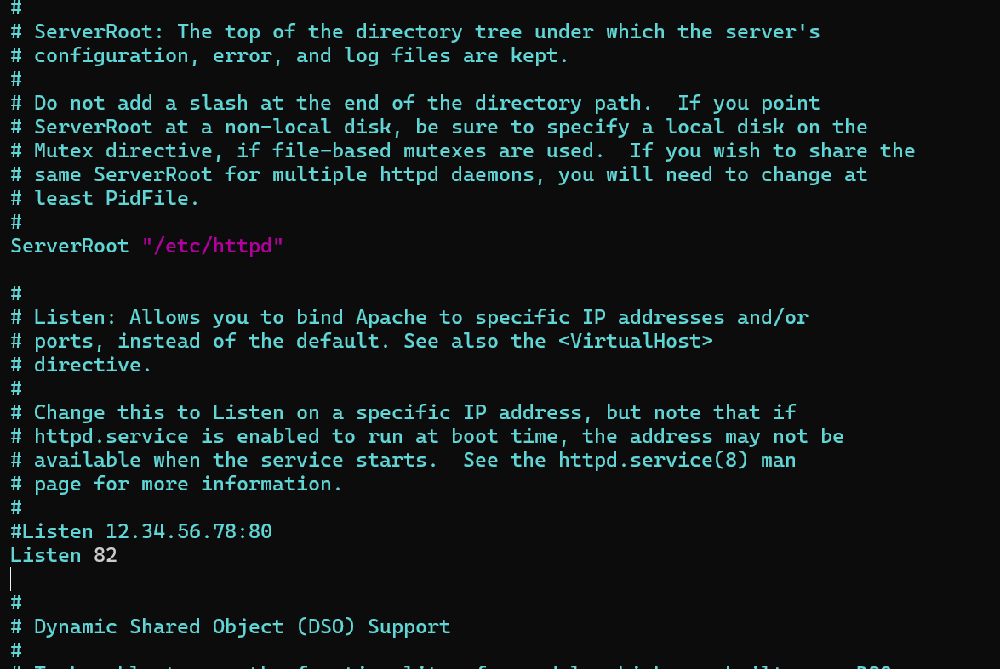 #
# ServerRoot: The top of the directory tree under which the server's
# configuration, error, and log files are kept.
#
# Do not add a slash at the end of the directory path.  If you point
# ServerRoot at a non-local disk, be sure to specify a local disk on the
# Mutex directive, if file-based mutexes are used.  If you wish to share the
# same ServerRoot for multiple httpd daemons, you will need to change at
# least PidFile.
#
ServerRoot "/etc/httpd"
#
# Listen: Allows you to bind Apache to specific IP addresses and/or
# ports, instead of the default. See also the <VirtualHost>
# directive.
#
# Change this to Listen on a specific IP address, but note that if
# httpd.service is enabled to run at boot time, the address may not be
# available when the service starts.  See the httpd.service(8) man
# page for more information.
#
#Listen 12.34.56.78:80
Listen 82
#
# Dynamic Shared Object (DSO) Support
#